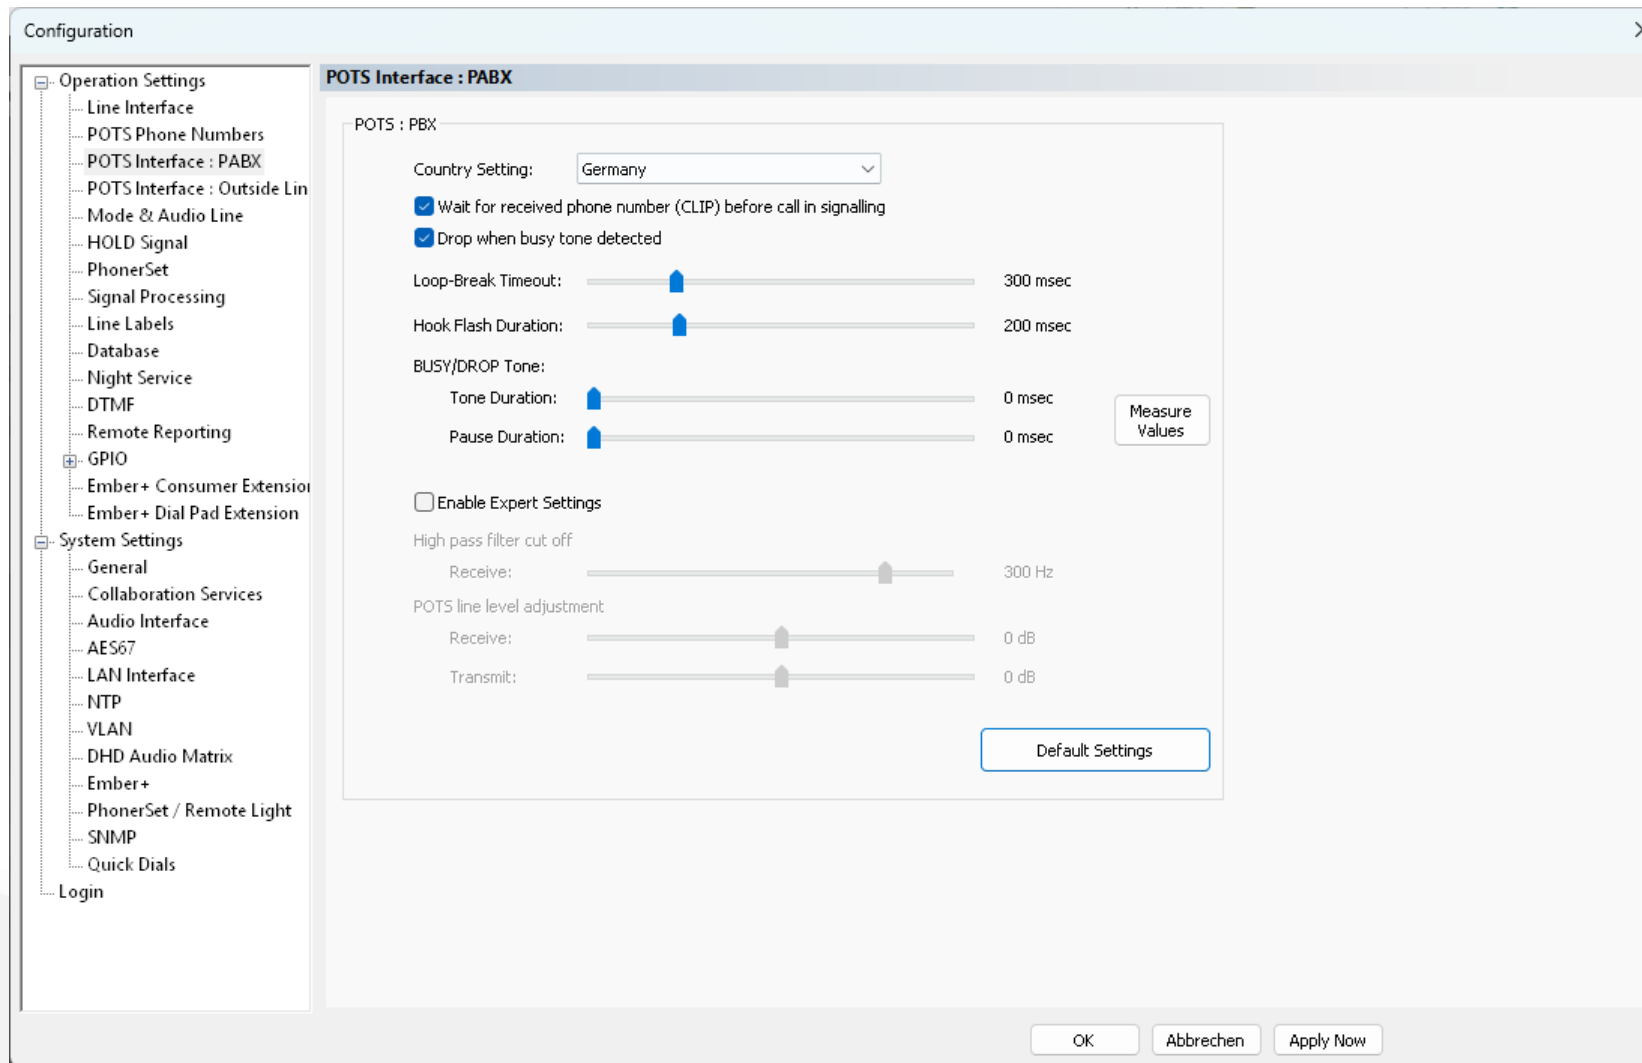 Configuration
Operation Settings
Line Interface
POTS Phone Numbers
POTS Interface : PABX
POTS Interface : Outside Lin
Mode & Audio Line
HOLD Signal
PhonerSet
Signal Processing
Line Labels
Database
Night Service
DTMF
Remote Reporting
GPIO
Ember+ Consumer Extensio
Ember+ Dial Pad Extension
System Settings
General
Collaboration Services
Audio Interface
AES67
LAN Interface
NTP
VLAN
DHD Audio Matrix
Ember+
PhonerSet / Remote Light
SNMP
Quick Dials
Login
POTS Interface : PABX
POTS : PBX
Country Setting: Germany
Wait for received phone number (CLIP) before call in signalling
Drop when busy tone detected
Loop-Break Timeout: 300 msec
Hook Flash Duration: 200 msec
BUSY/DROP Tone:
Tone Duration: 0 msec
Pause Duration: 0 msec
Measure
Values
Enable Expert Settings
High pass filter cut off
Receive: 300 Hz
POTS line level adjustment
Receive: 0 dB
Transmit: 0 dB
Default Settings
OK Abbrechen Apply Now